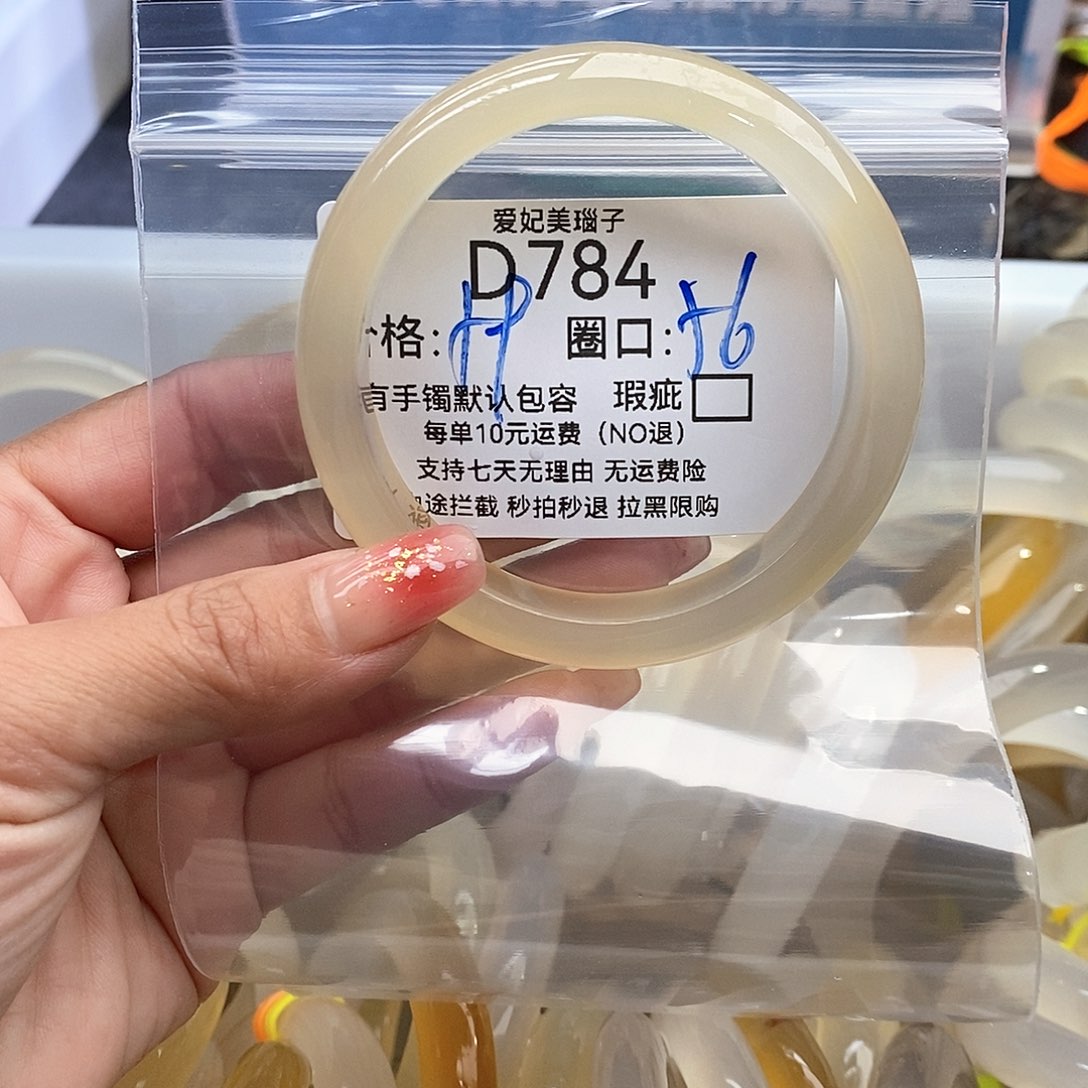 爱妃美瑙子
D784
价格: 圈口: 56
有手镯默认包容 瑕疵
每单10元运费（NO退）
支持七天无理由 无运费险
途拦截 秒拍秒退 拉黑限购